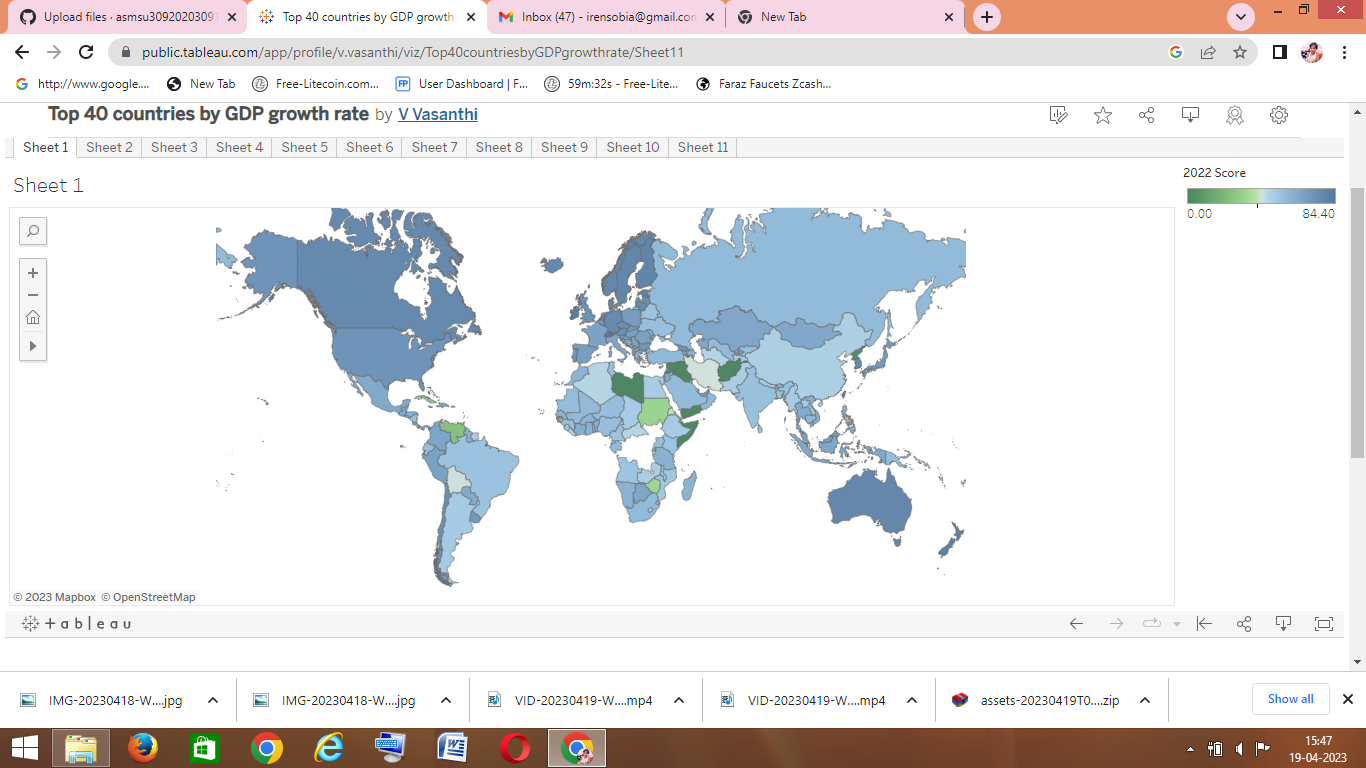 Upload files · asmsu30920203091
Top 40 countries by GDP growth
Inbox (47) - irensobia@gmail.con
New Tab
public.tableau.com/app/profile/v.vasanthi/viz/Top40countriesbyGDPgrowthrate/Sheet11
http://www.google....
New Tab
Free-Litecoin.com...
FP
User Dashboard | F...
59m:32s - Free-Lite...
Faraz Faucets Zcash...
Top 40 countries by GDP growth rate by V Vasanthi
Sheet 1 Sheet 2 Sheet 3 Sheet 4 Sheet 5 Sheet 6 Sheet 7 Sheet 8 Sheet 9 Sheet 10 Sheet 11
Sheet 1
2022 Score
0.00 84.40
© 2023 Mapbox © OpenStreetMap
+ a b l e a u
IMG-20230418-W....jpg
IMG-20230418-W....jpg
VID-20230419-W....mp4
VID-20230419-W....mp4
assets-20230419T0....zip
Show all
15:47
19-04-2023